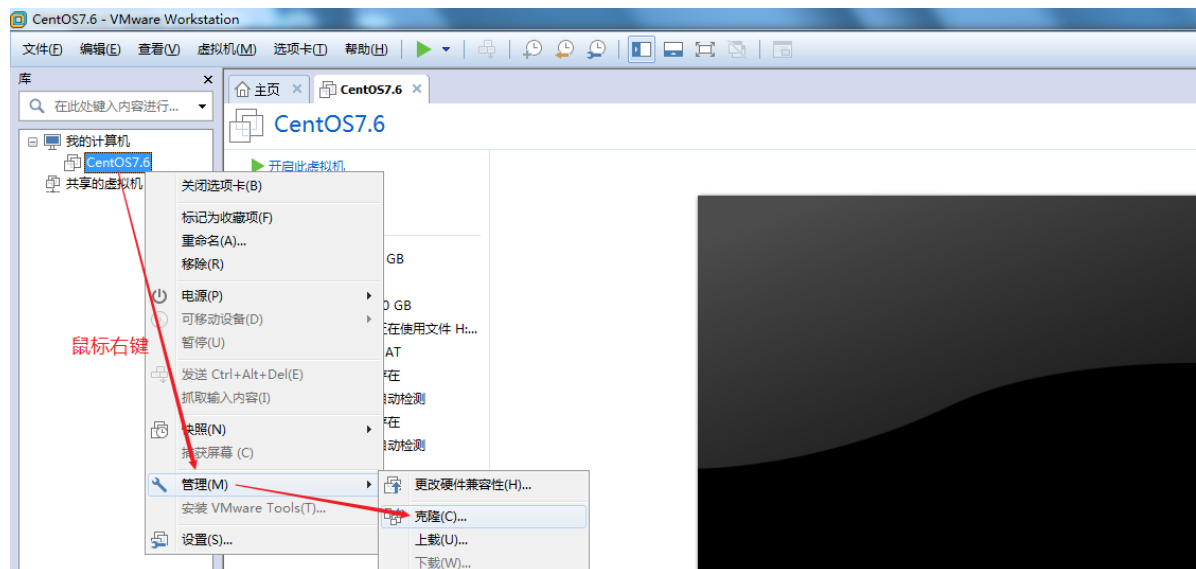 CentOS7.6 - VMware Workstation
文件(F) 编辑(E) 查看(V) 虚拟机(M) 选项卡(T) 帮助(H)
库
在此处键入内容进行...
我的计算机
CentOS7.6
共享的虚拟机
主页
CentOS7.6
CentOS7.6
开启此虚拟机
关闭选项卡(B)
标记为收藏项(F)
重命名(A)...
移除(R)
电源(P)
可移动设备(D)
暂停(U)
发送 Ctrl+Alt+Del(E)
抓取输入内容(I)
快照(N)
捕获屏幕 (C)
管理(M)
安装 VMware Tools(T)...
设置(S)...
GB
0 GB
正在使用文件 H:...
AT
存在
自动检测
存在
自动检测
鼠标右键
更改硬件兼容性(H)...
克隆(C)...
上载(U)...
下载(W)...